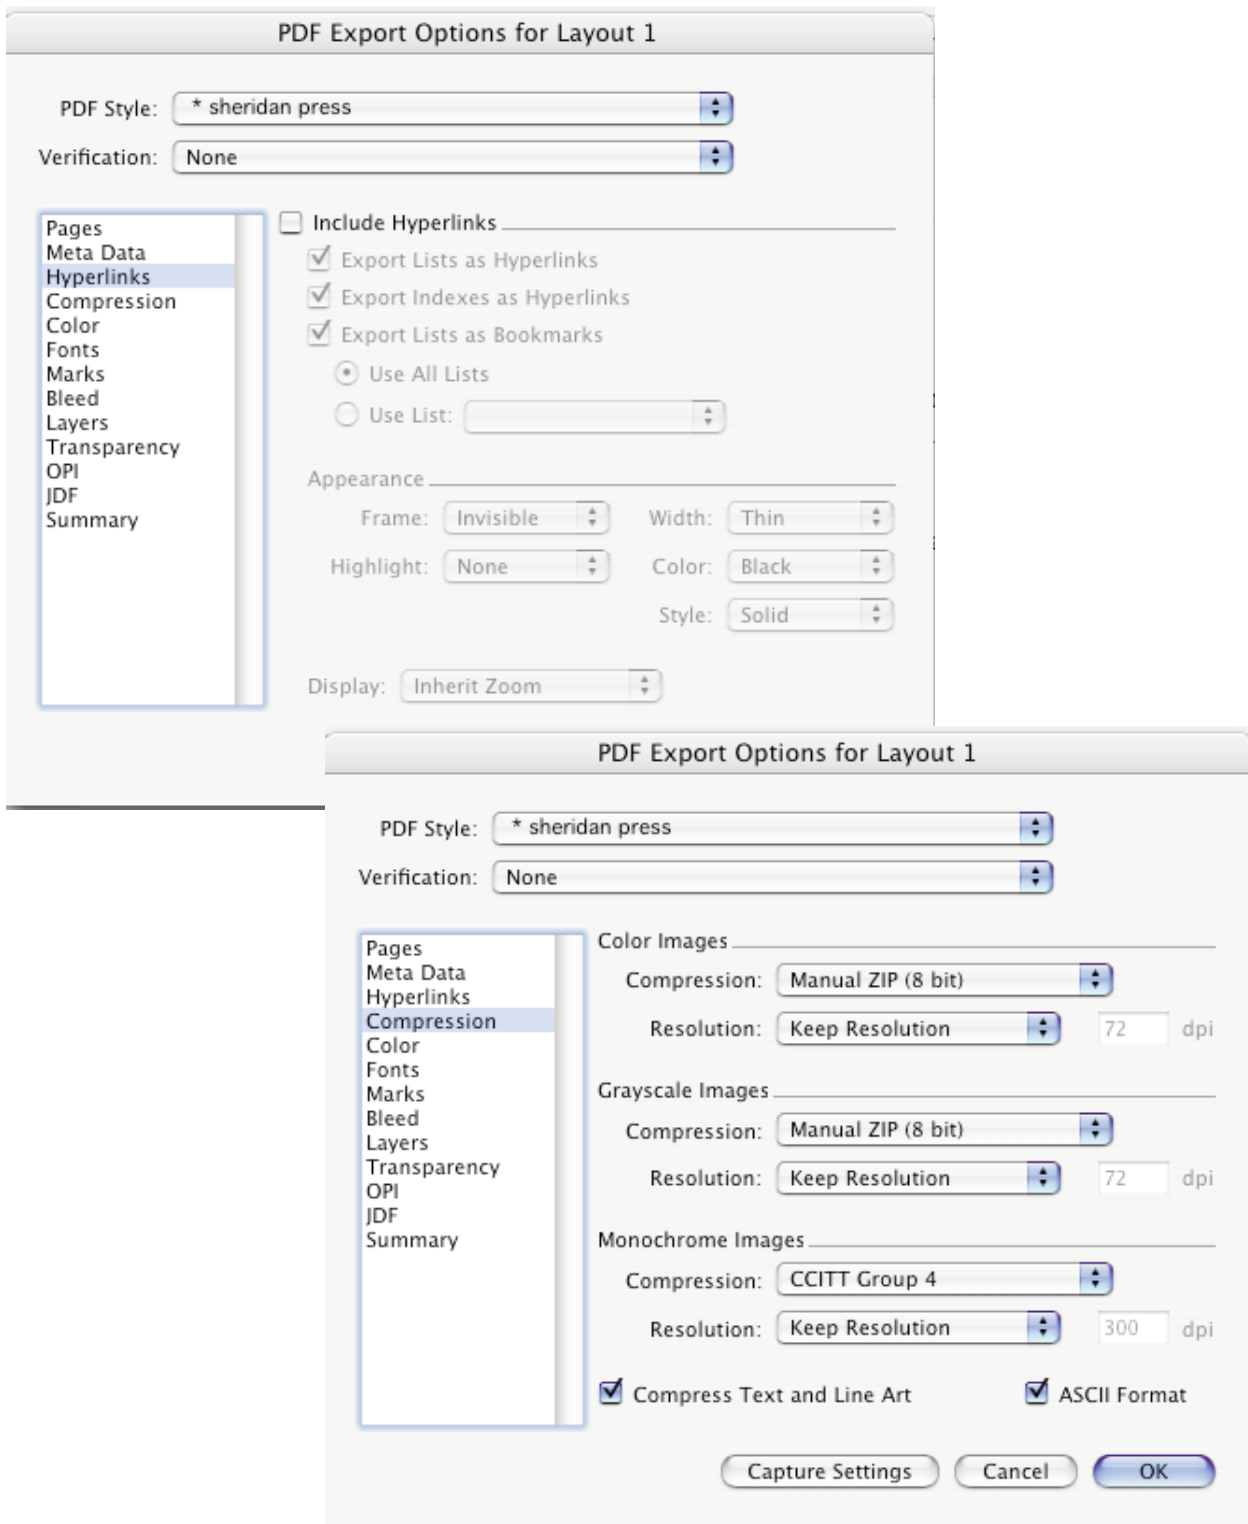 PDF Export Options for Layout 1
PDF Style: * sheridan press
Verification: None
Pages
Meta Data
Hyperlinks
Compression
Color
Fonts
Marks
Bleed
Layers
Transparency
OPI
JDF
Summary
Include Hyperlinks
Export Lists as Hyperlinks
Export Indexes as Hyperlinks
Export Lists as Bookmarks
Use All Lists
Use List:
Appearance
Frame: Invisible Width: Thin
Highlight: None Color: Black
Style: Solid
Display: Inherit Zoom
PDF Export Options for Layout 1
PDF Style: * sheridan press
Verification: None
Pages
Meta Data
Hyperlinks
Compression
Color
Fonts
Marks
Bleed
Layers
Transparency
OPI
JDF
Summary
Color Images
Compression: Manual ZIP (8 bit)
Resolution: Keep Resolution 72 dpi
Grayscale Images
Compression: Manual ZIP (8 bit)
Resolution: Keep Resolution 72 dpi
Monochrome Images
Compression: CCITT Group 4
Resolution: Keep Resolution 300 dpi
Compress Text and Line Art ASCII Format
Capture Settings Cancel OK